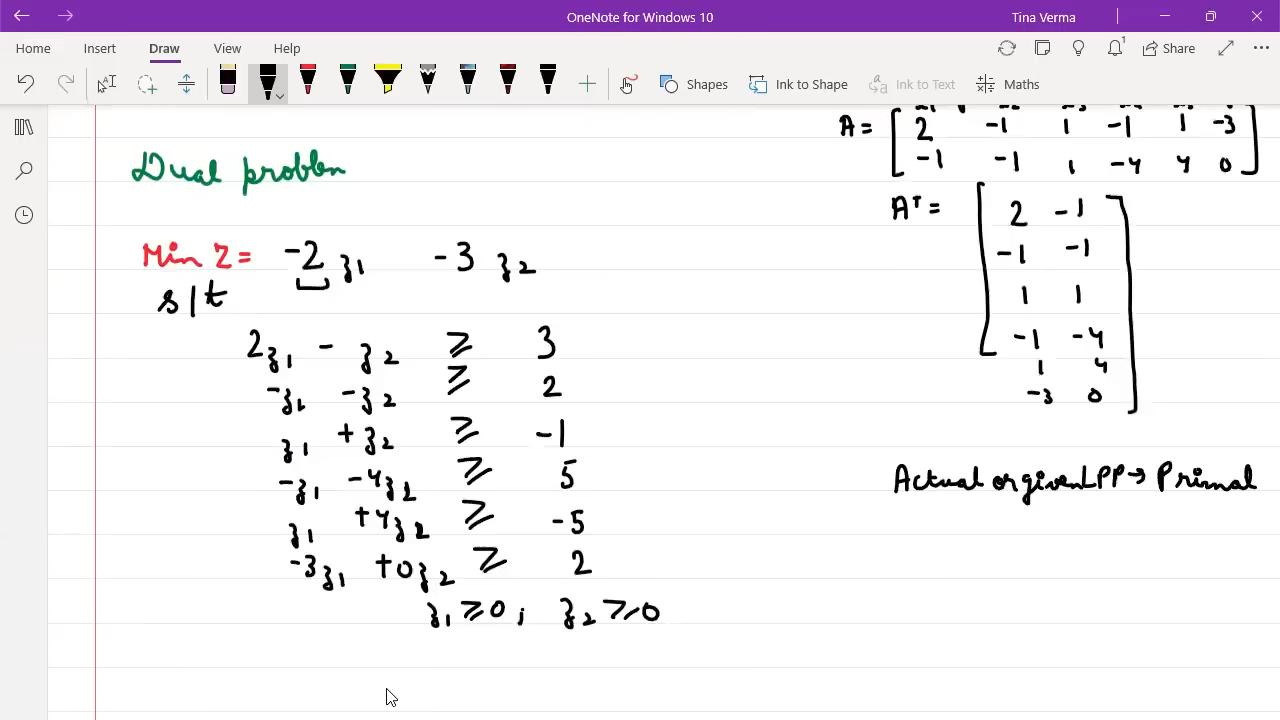 OneNote for Windows 10
Tina Verma
Home Insert Draw View Help
Share
Shapes Ink to Shape Ink to Text Maths
A = [ 2 -1 1 -1 1 -3
-1 -1 1 -4 4 0 ]
Dual problem
Aᵀ = [ 2 -1
-1 -1
1 1
-1 -4
1 4
-3 0 ]
Min Z = -2 z₁ -3 z₂
s/t
2z₁ - z₂ ≥ 3
-z₁ -z₂ ≥ 2
z₁ +z₂ ≥ -1
-z₁ -4z₂ ≥ 5
z₁ +4z₂ ≥ -5
-3z₁ +0z₂ ≥ 2
z₁ ≥0, z₂ ≥0
Actual or given LPP → Primal